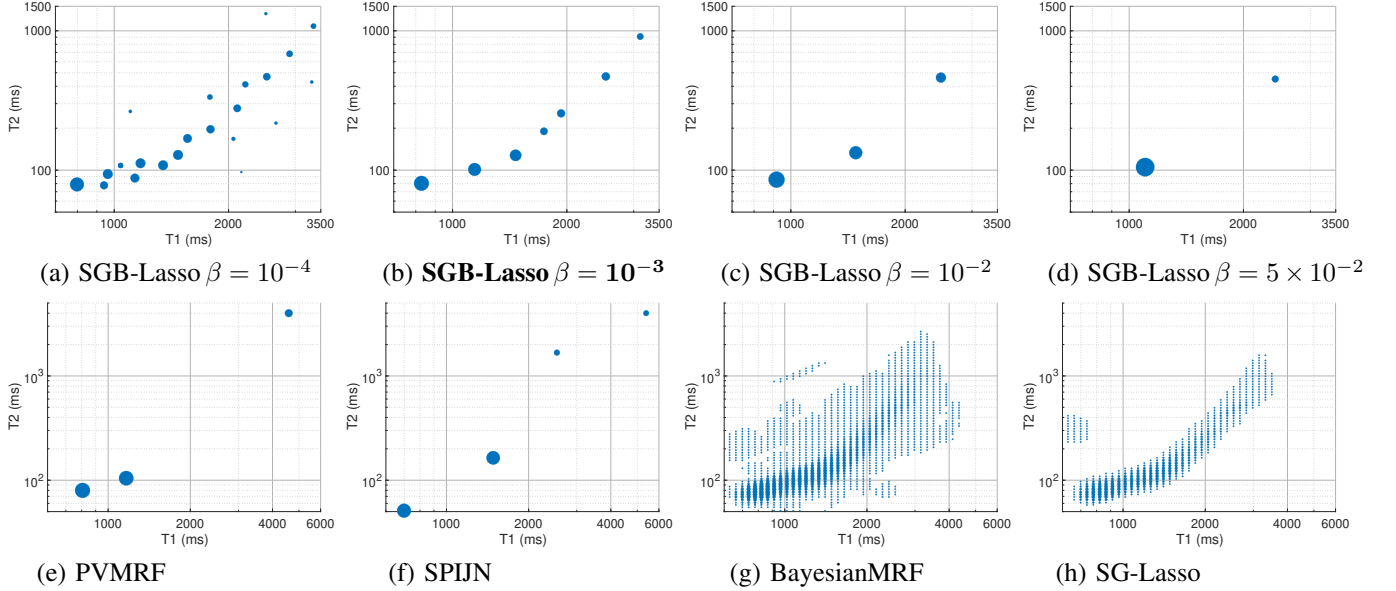 1500
1000
100
T2 (ms)
1000 2000 3500
T1 (ms)
(a) SGB-Lasso β = 10⁻⁴
1500
1000
100
T2 (ms)
1000 2000 3500
T1 (ms)
(b) SGB-Lasso β = 10⁻³
1500
1000
100
T2 (ms)
1000 2000 3500
T1 (ms)
(c) SGB-Lasso β = 10⁻²
1500
1000
100
T2 (ms)
1000 2000 3500
T1 (ms)
(d) SGB-Lasso β = 5 × 10⁻²
10³
10²
T2 (ms)
1000 2000 4000 6000
T1 (ms)
(e) PVMRF
10³
10²
T2 (ms)
1000 2000 4000 6000
T1 (ms)
(f) SPIJN
10³
10²
T2 (ms)
1000 2000 4000 6000
T1 (ms)
(g) BayesianMRF
10³
10²
T2 (ms)
1000 2000 4000 6000
T1 (ms)
(h) SG-Lasso